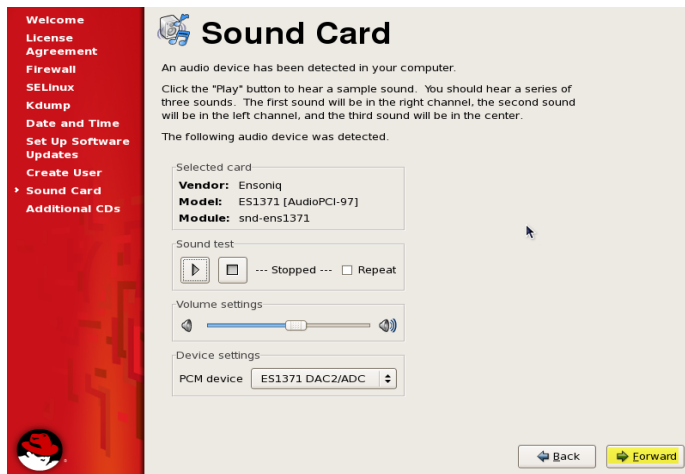 Welcome
License
Agreement
Firewall
SELinux
Kdump
Date and Time
Set Up Software
Updates
Create User
Sound Card
Additional CDs
Sound Card
An audio device has been detected in your computer.
Click the "Play" button to hear a sample sound.  You should hear a series of
three sounds.  The first sound will be in the right channel, the second sound
will be in the left channel, and the third sound will be in the center.
The following audio device was detected.
Selected card
Vendor: Ensoniq
Model: ES1371 [AudioPCI-97]
Module: snd-ens1371
Sound test
--- Stopped --- Repeat
Volume settings
Device settings
PCM device ES1371 DAC2/ADC
Back Forward